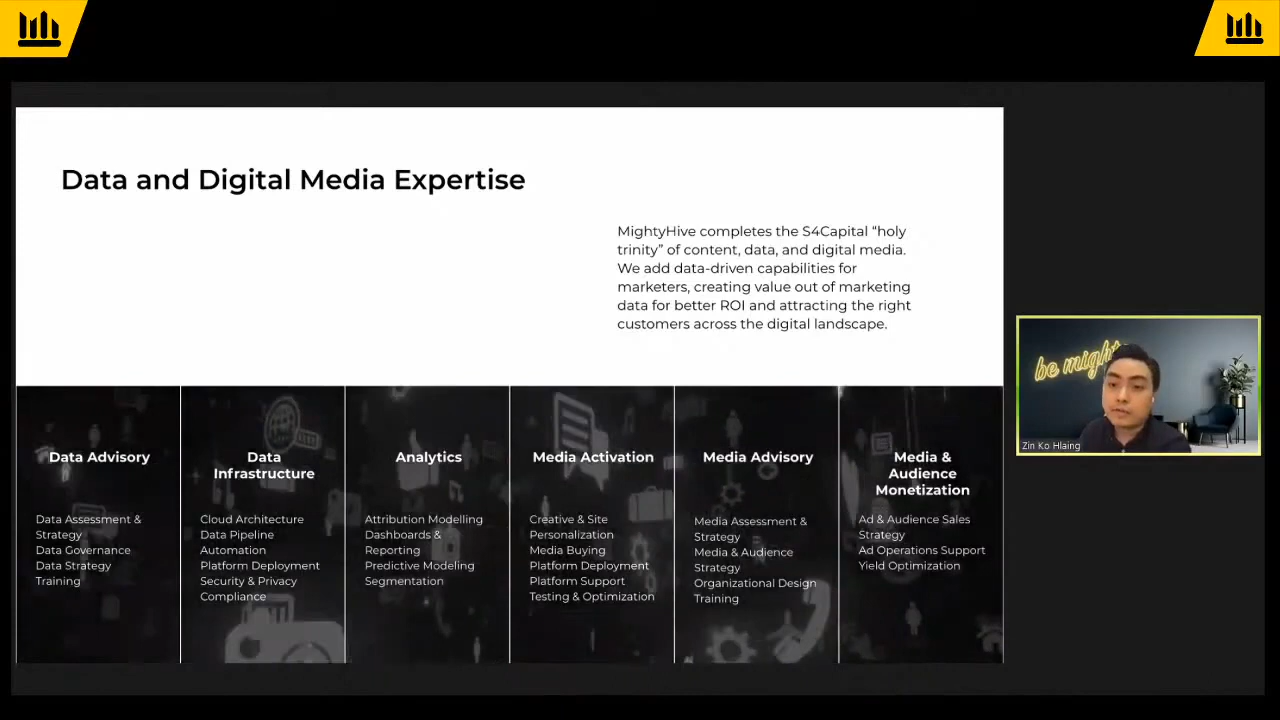 Data and Digital Media Expertise
MightyHive completes the S4Capital “holy
trinity” of content, data, and digital media.
We add data-driven capabilities for
marketers, creating value out of marketing
data for better ROI and attracting the right
customers across the digital landscape.
Data Advisory
Data Assessment &
Strategy
Data Governance
Data Strategy
Training
Data
Infrastructure
Cloud Architecture
Data Pipeline
Automation
Platform Deployment
Security & Privacy
Compliance
Analytics
Attribution Modelling
Dashboards &
Reporting
Predictive Modeling
Segmentation
Media Activation
Creative & Site
Personalization
Media Buying
Platform Deployment
Platform Support
Testing & Optimization
Media Advisory
Media Assessment &
Strategy
Media & Audience
Strategy
Organizational Design
Training
Media &
Audience
Monetization
Ad & Audience Sales
Strategy
Ad Operations Support
Yield Optimization
be might
Zin Ko Hlaing